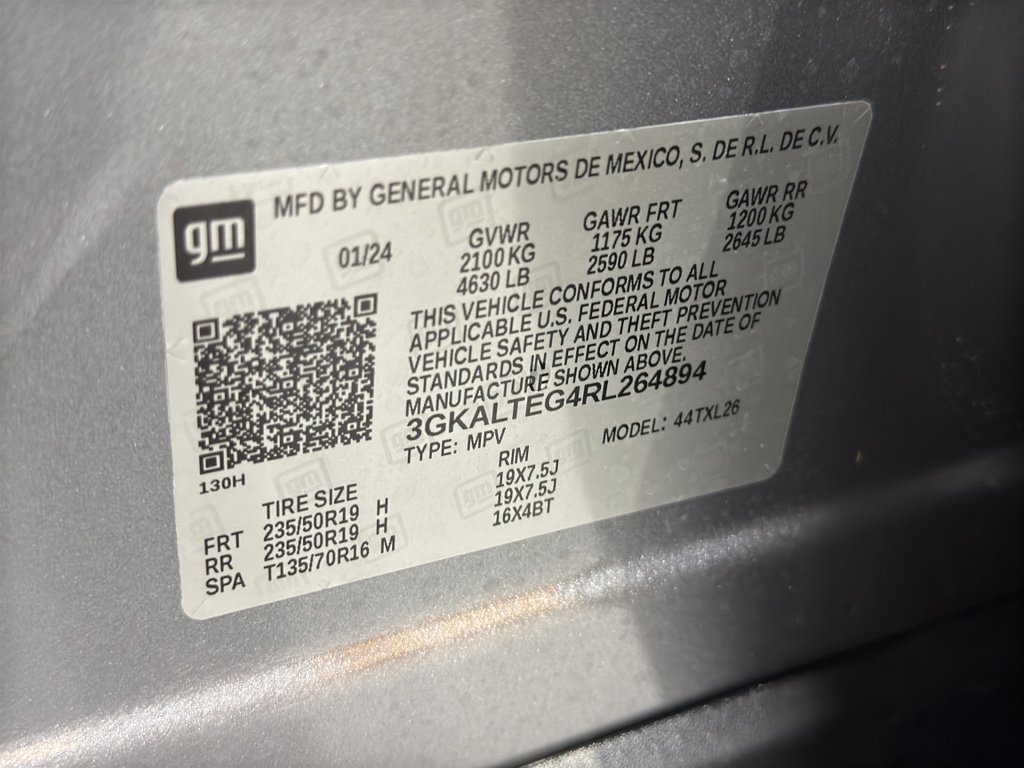 gm
MFD BY GENERAL MOTORS DE MEXICO, S. DE R.L. DE C.V.
01/24
GVWR
2100 KG
4630 LB
GAWR FRT
1175 KG
2590 LB
GAWR RR
1200 KG
2645 LB
THIS VEHICLE CONFORMS TO ALL
APPLICABLE U.S. FEDERAL MOTOR
VEHICLE SAFETY AND THEFT PREVENTION
STANDARDS IN EFFECT ON THE DATE OF
MANUFACTURE SHOWN ABOVE.
3GKALTEG4RL264894
TYPE: MPV MODEL: 44TXL26
130H
TIRE SIZE RIM
FRT 235/50R19 H 19X7.5J
RR 235/50R19 H 19X7.5J
SPA T135/70R16 M 16X4BT